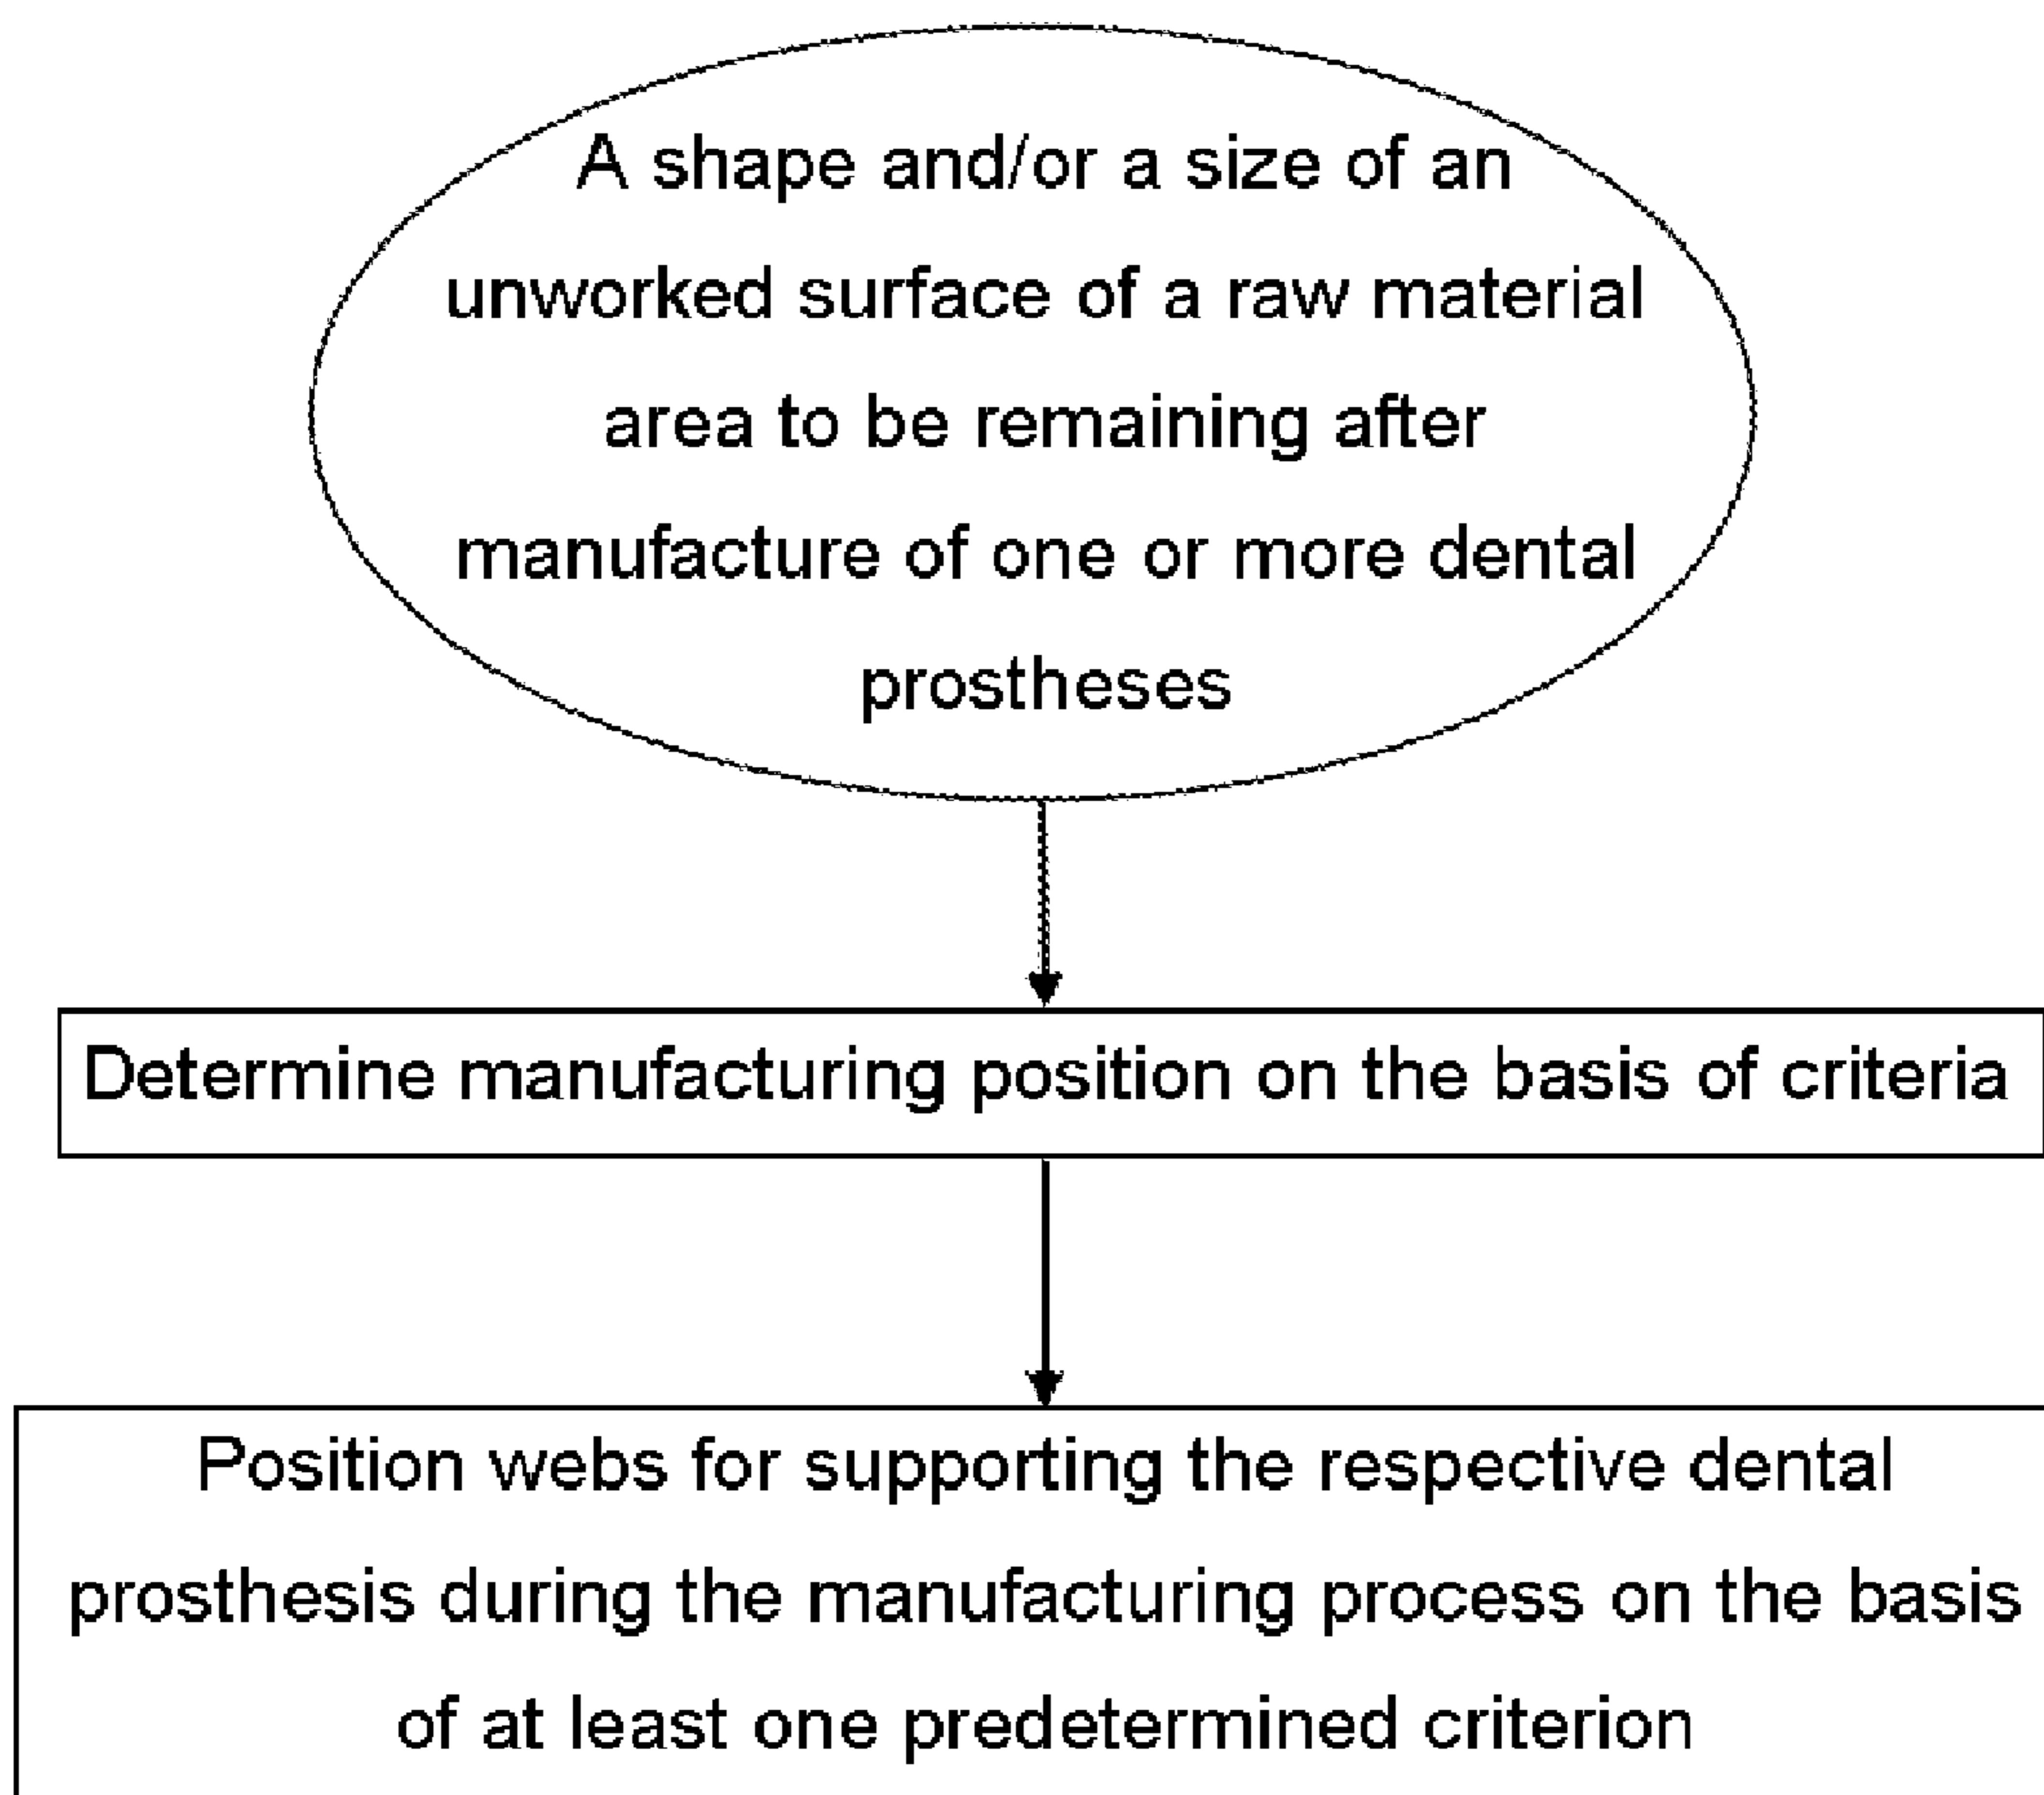 A shape and/or a size of an
unworked surface of a raw material
area to be remaining after
manufacture of one or more dental
prostheses
Determine manufacturing position on the basis of criteria
Position webs for supporting the respective dental
prosthesis during the manufacturing process on the basis
of at least one predetermined criterion